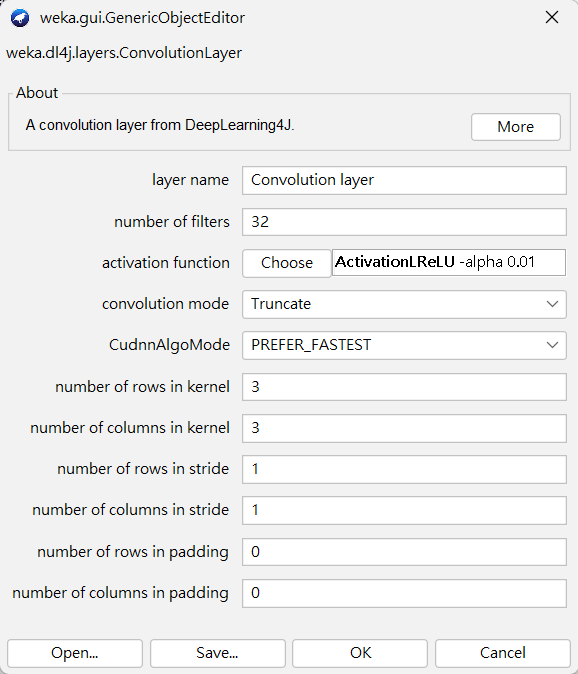 weka.gui.GenericObjectEditor
weka.dl4j.layers.ConvolutionLayer
About
A convolution layer from DeepLearning4J.
More
layer name Convolution layer
number of filters 32
activation function Choose ActivationLReLU -alpha 0.01
convolution mode Truncate
CudnnAlgoMode PREFER_FASTEST
number of rows in kernel 3
number of columns in kernel 3
number of rows in stride 1
number of columns in stride 1
number of rows in padding 0
number of columns in padding 0
Open... Save... OK Cancel